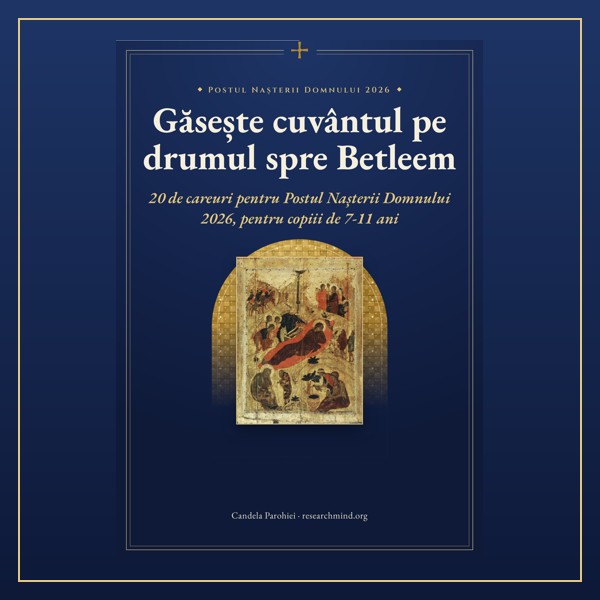 Postul Nașterii Domnului 2026
Găsește cuvântul pe
drumul spre Betleem
20 de careuri pentru Postul Nașterii Domnului
2026, pentru copiii de 7-11 ani
Candela Parohiei · researchmind.org